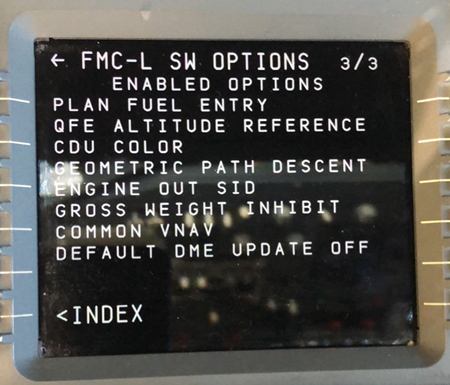 ← FMC-L SW OPTIONS 3/3
ENABLED OPTIONS
PLAN FUEL ENTRY
QFE ALTITUDE REFERENCE
CDU COLOR
GEOMETRIC PATH DESCENT
ENGINE OUT SID
GROSS WEIGHT INHIBIT
COMMON VNAV
DEFAULT DME UPDATE OFF
<INDEX